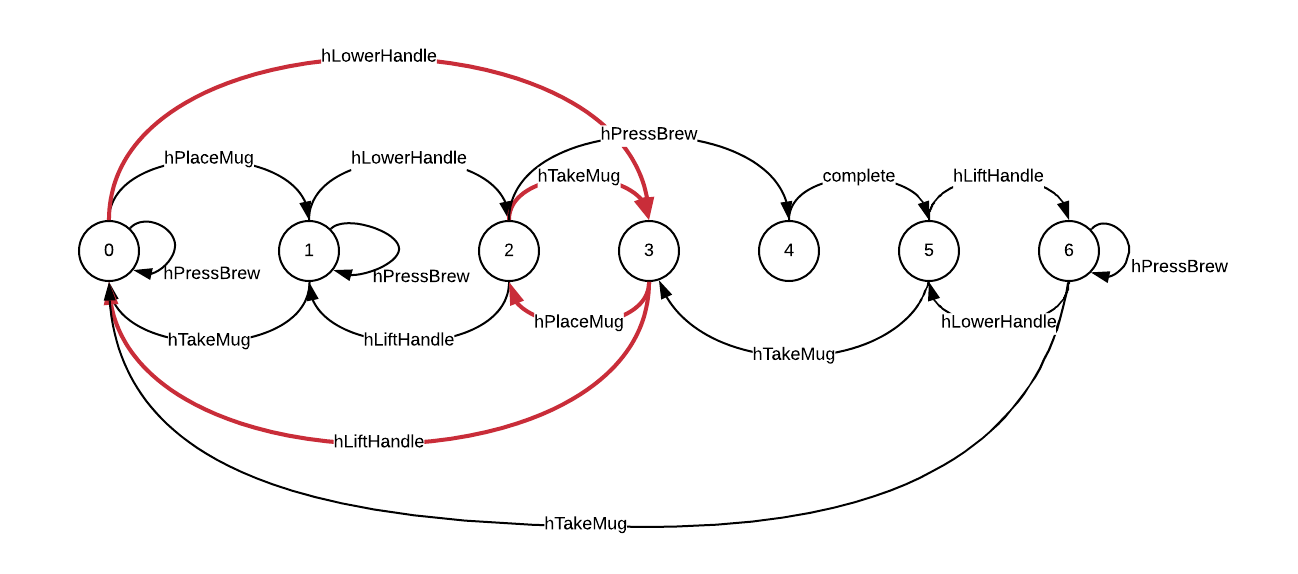 hLowerHandle
hPressBrew
hPlaceMug
hLowerHandle
hTakeMug
complete
hLiftHandle
0
1
2
3
4
5
6
hPressBrew
hPressBrew
hPressBrew
hPlaceMug
hLowerHandle
hTakeMug
hLiftHandle
hTakeMug
hLiftHandle
hTakeMug